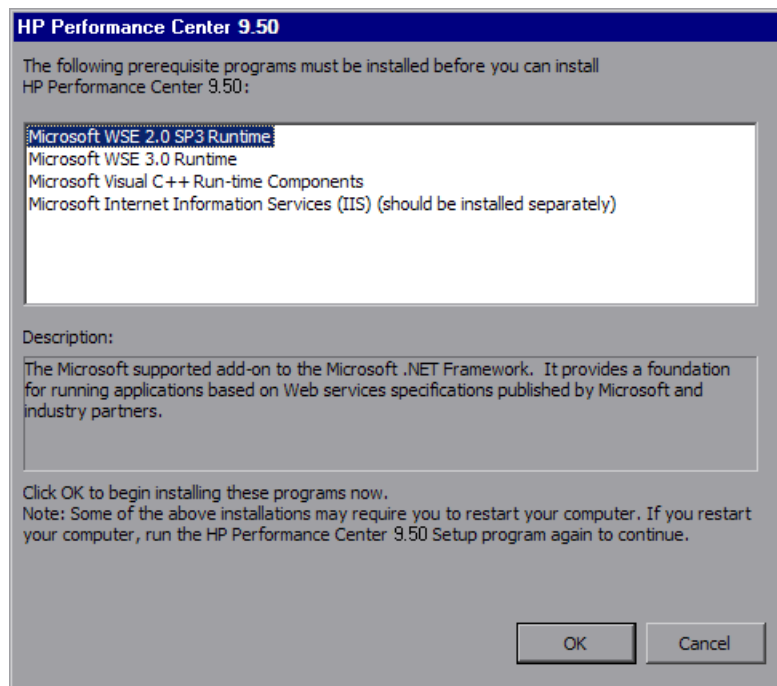 HP Performance Center 9.50
The following prerequisite programs must be installed before you can install
HP Performance Center 9.50:
Microsoft WSE 2.0 SP3 Runtime
Microsoft WSE 3.0 Runtime
Microsoft Visual C++ Run-time Components
Microsoft Internet Information Services (IIS) (should be installed separately)
Description:
The Microsoft supported add-on to the Microsoft .NET Framework.  It provides a foundation
for running applications based on Web services specifications published by Microsoft and
industry partners.
Click OK to begin installing these programs now.
Note: Some of the above installations may require you to restart your computer. If you restart
your computer, run the HP Performance Center 9.50 Setup program again to continue.
OK
Cancel